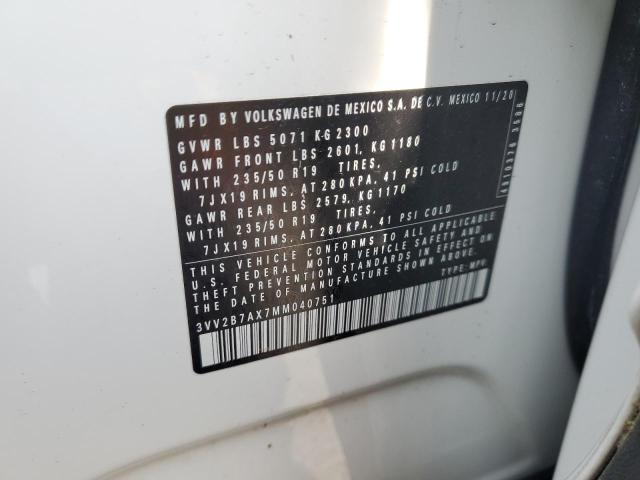 MFD BY VOLKSWAGEN DE MEXICO S.A. DE C.V. MEXICO 11/20
GVWR LBS 5071 KG 2300
GAWR FRONT LBS 2601, KG 1180
WITH 235/50 R19 TIRES,
7JX19 RIMS, AT 280 KPA, 41 PSI COLD
GAWR REAR LBS 2579, KG 1170
WITH 235/50 R19 TIRES,
7JX19 RIMS, AT 280 KPA, 41 PSI COLD
THIS VEHICLE CONFORMS TO ALL APPLICABLE
U.S. FEDERAL MOTOR VEHICLE SAFETY AND
THEFT PREVENTION STANDARDS IN EFFECT ON
DATE OF MANUFACTURE SHOWN ABOVE.
3VV2B7AX7MM040751 TYPE: MPV